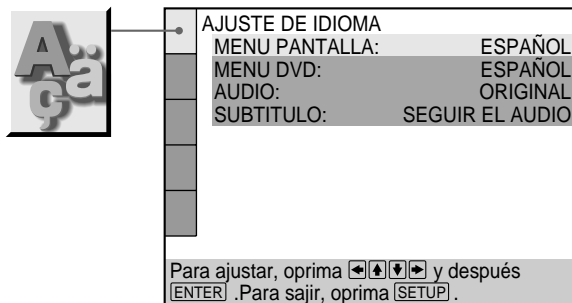 Aäç
AJUSTE DE IDIOMA
MENU PANTALLA: ESPAÑOL
MENU DVD: ESPAÑOL
AUDIO: ORIGINAL
SUBTITULO: SEGUIR EL AUDIO
Para ajustar, oprima ←↑↓→ y después
ENTER .Para sajir, oprima SETUP .